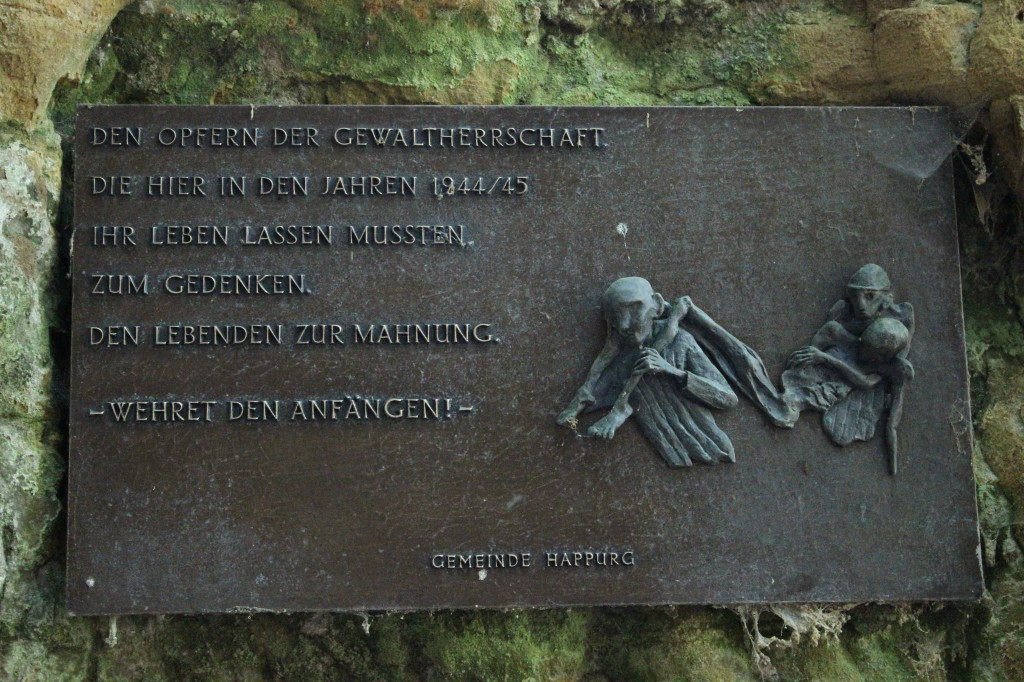 DEN OPFERN DER GEWALTHERRSCHAFT.
DIE HIER IN DEN JAHREN 1944/45
IHR LEBEN LASSEN MUSSTEN,
ZUM GEDENKEN.
DEN LEBENDEN ZUR MAHNUNG.
-WEHRET DEN ANFÄNGEN!-
GEMEINDE HAPPURG